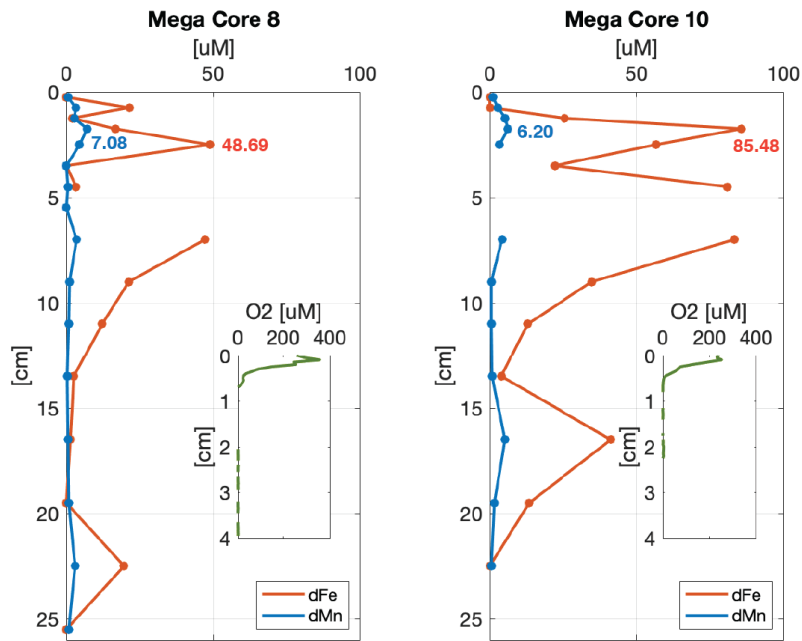 Mega Core 8
[uM]
0 50 100
0
5
10
15
20
25
[cm]
7.08
48.69
O2 [uM]
0 200 400
0
1
2
3
4
[cm]
dFe
dMn
Mega Core 10
[uM]
0 50 100
0
5
10
15
20
25
[cm]
6.20
85.48
O2 [uM]
0 200 400
0
1
2
3
4
[cm]
dFe
dMn